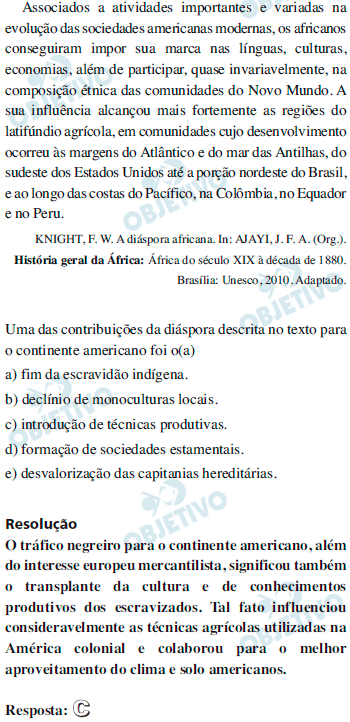 Associados a atividades importantes e variadas na
evolução das sociedades americanas modernas, os africanos
conseguiram impor sua marca nas línguas, culturas,
economias, além de participar, quase invariavelmente, na
composição étnica das comunidades do Novo Mundo. A
sua influência alcançou mais fortemente as regiões do
latifúndio agrícola, em comunidades cujo desenvolvimento
ocorreu às margens do Atlântico e do mar das Antilhas, do
sudeste dos Estados Unidos até a porção nordeste do Brasil,
e ao longo das costas do Pacífico, na Colômbia, no Equador
e no Peru.
KNIGHT, F. W. A diáspora africana. In: AJAYI, J. F. A. (Org.).
História geral da África: África do século XIX à década de 1880.
Brasília: Unesco, 2010. Adaptado.
Uma das contribuições da diáspora descrita no texto para
o continente americano foi o(a)
a) fim da escravidão indígena.
b) declínio de monoculturas locais.
c) introdução de técnicas produtivas.
d) formação de sociedades estamentais.
e) desvalorização das capitanias hereditárias.
Resolução
O tráfico negreiro para o continente americano, além
do interesse europeu mercantilista, significou também
o transplante da cultura e de conhecimentos
produtivos dos escravizados. Tal fato influenciou
consideravelmente as técnicas agrícolas utilizadas na
América colonial e colaborou para o melhor
aproveitamento do clima e solo americanos.
Resposta: C
OBJETIVO
OBJETIVO
OBJETIVO
OBJETIVO
OBJETIVO
OBJETIVO
OBJETIVO
OBJETIVO